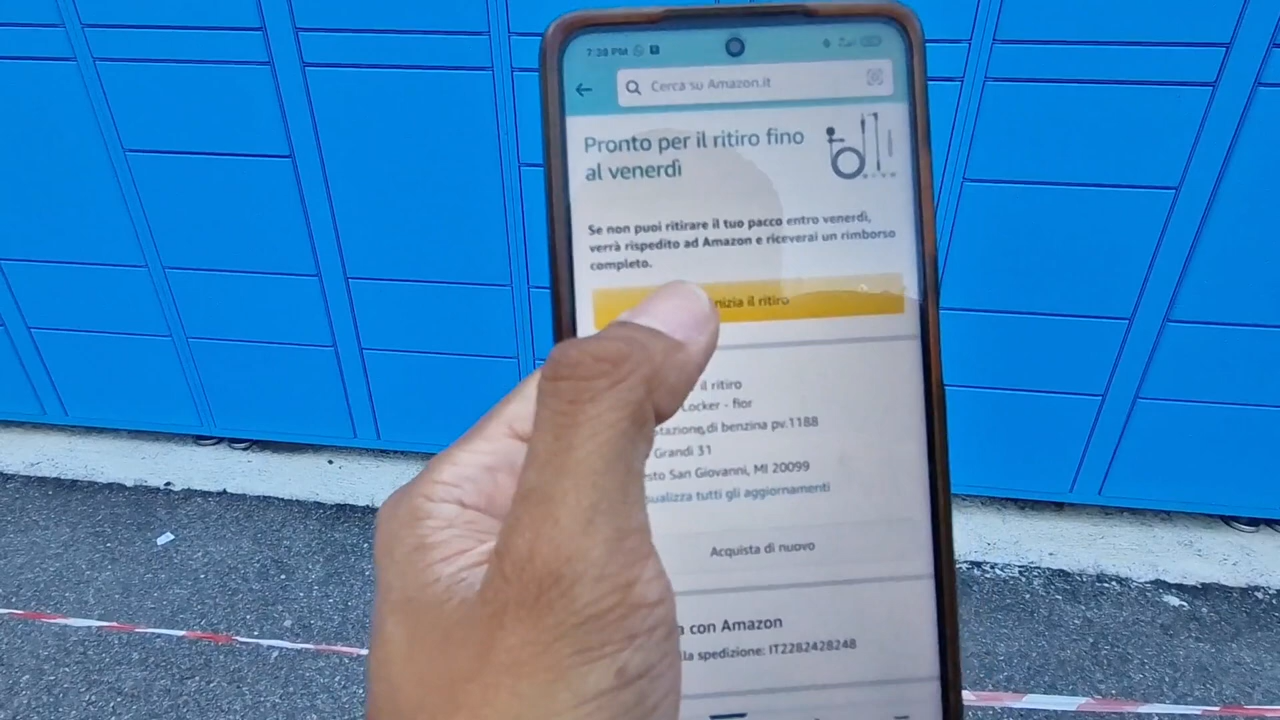 7:39 PM
Cerca su Amazon.it
Pronto per il ritiro fino
al venerdì
Se non puoi ritirare il tuo pacco entro venerdì,
verrà rispedito ad Amazon e riceverai un rimborso
completo.
nizia il ritiro
il ritiro
Locker - fior
stazione di benzina pv.1188
Grandi 31
sto San Giovanni, MI 20099
sualizza tutti gli aggiornamenti
Acquista di nuovo
a con Amazon
la spedizione: IT2282428248